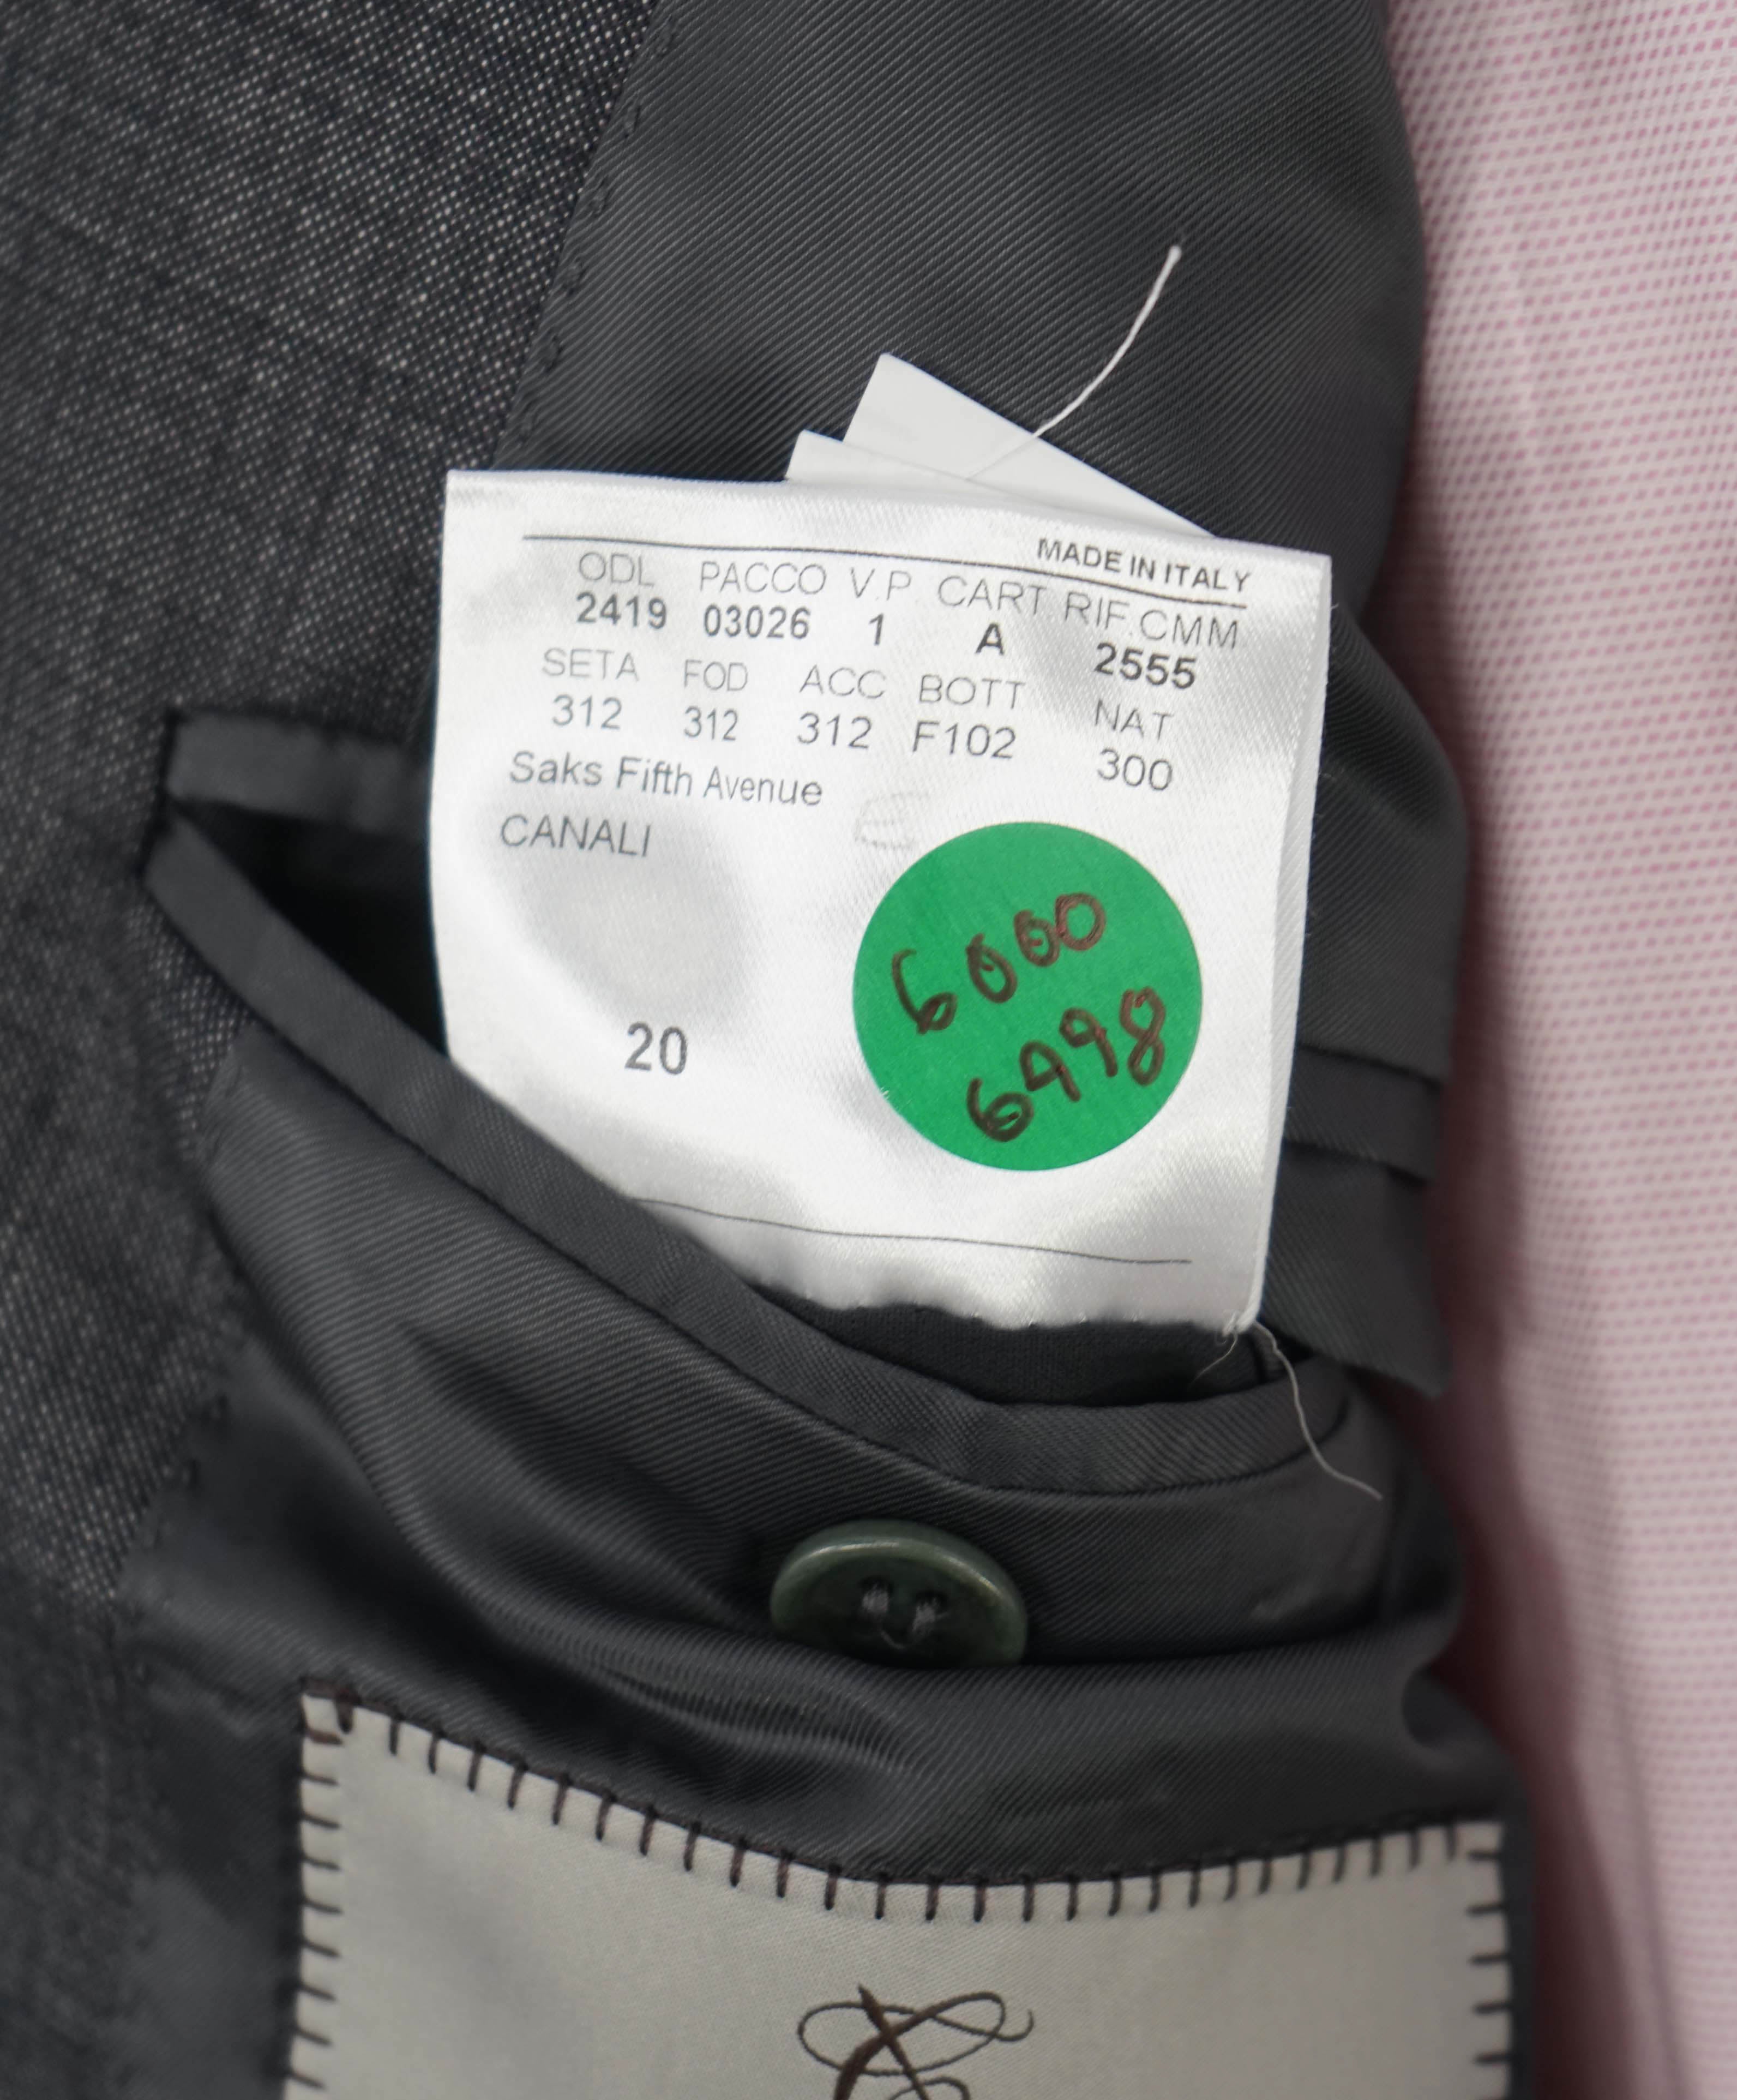 MADE IN ITALY
ODL PACCO V.P CART RIF.CMM
2419 03026 1 A 2555
SETA FOD ACC BOTT NAT
312 312 312 F102 300
Saks Fifth Avenue
CANALI
6000
6998
20